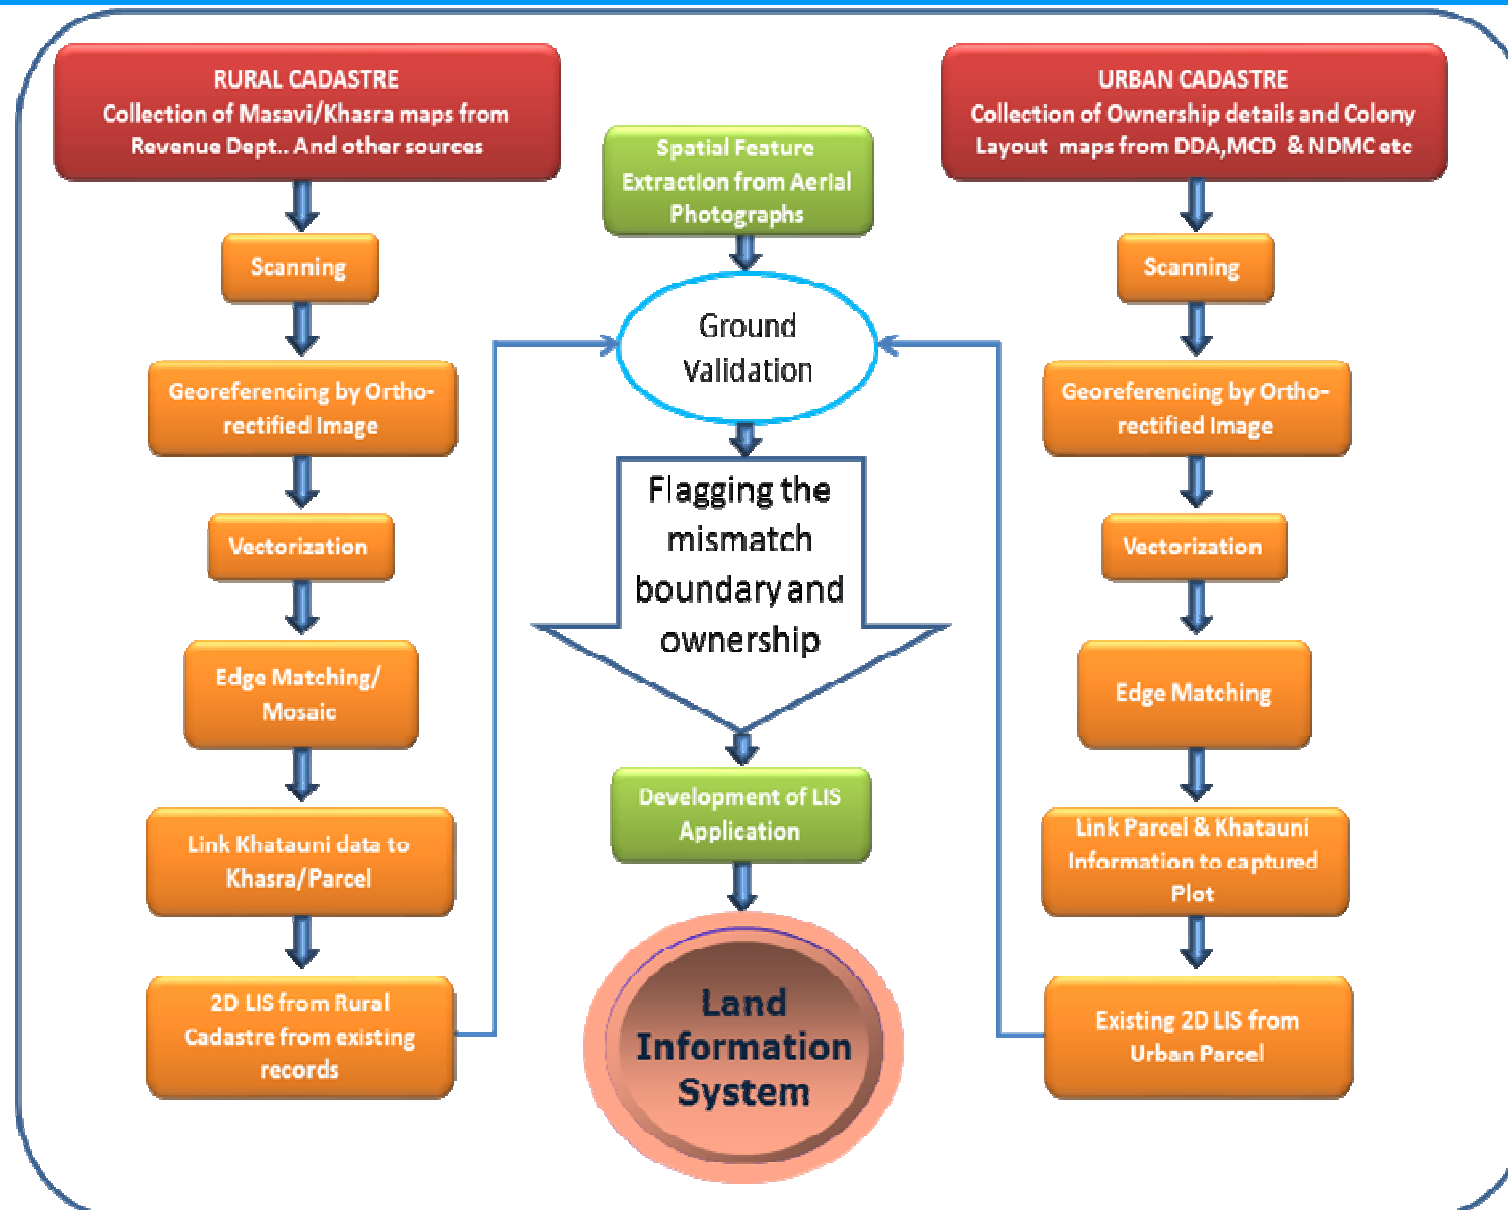 RURAL CADASTRE
Collection of Masavi/Khasra maps from
Revenue Dept.. And other sources
Scanning
Georeferencing by Ortho-
rectified Image
Vectorization
Edge Matching/
Mosaic
Link Khatauni data to
Khasra/Parcel
2D LIS from Rural
Cadastre from existing
records
Spatial Feature
Extraction from Aerial
Photographs
Ground
Validation
Flagging the
mismatch
boundary and
ownership
Development of LIS
Application
Land
Information
System
URBAN CADASTRE
Collection of Ownership details and Colony
Layout maps from DDA,MCD & NDMC etc
Scanning
Georeferencing by Ortho-
rectified Image
Vectorization
Edge Matching
Link Parcel & Khatauni
Information to captured
Plot
Existing 2D LIS from
Urban Parcel